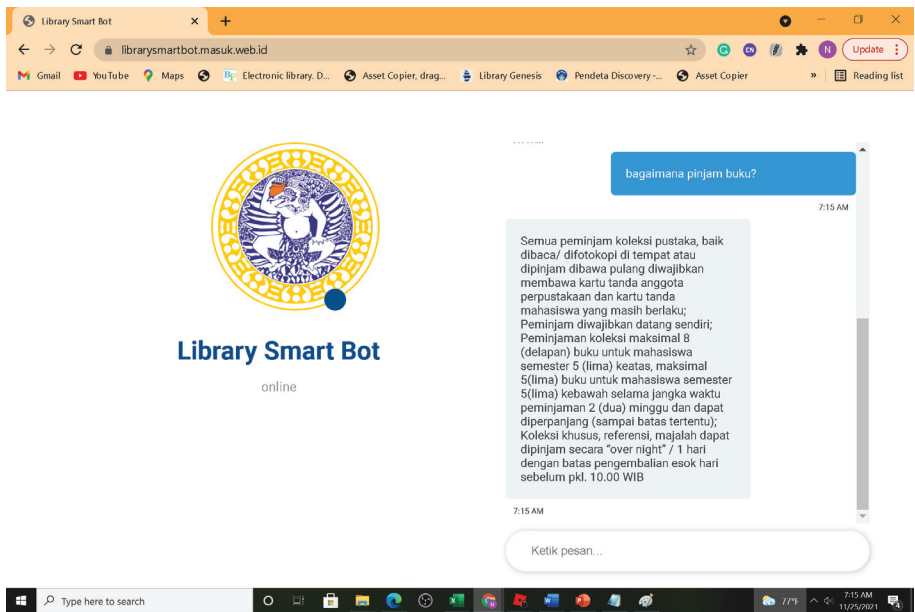 Library Smart Bot
librarysmartbot.masuk.web.id
N
Update
Gmail
YouTube
Maps
Electronic library. D...
Asset Copier, drag...
Library Genesis
Pendeta Discovery -...
Asset Copier
»
Reading list
bagaimana pinjam buku?
7:15 AM
Semua peminjam koleksi pustaka, baik
dibaca/ difotokopi di tempat atau
dipinjam dibawa pulang diwajibkan
membawa kartu tanda anggota
perpustakaan dan kartu tanda
mahasiswa yang masih berlaku;
Peminjam diwajibkan datang sendiri;
Peminjaman koleksi maksimal 8
(delapan) buku untuk mahasiswa
semester 5 (lima) keatas, maksimal
5(lima) buku untuk mahasiswa semester
5(lima) kebawah selama jangka waktu
peminjaman 2 (dua) minggu dan dapat
diperpanjang (sampai batas tertentu);
Koleksi khusus, referensi, majalah dapat
dipinjam secara "over night" / 1 hari
dengan batas pengembalian esok hari
sebelum pkl. 10.00 WIB
7:15 AM
Library Smart Bot
online
Ketik pesan...
Type here to search
77°F
7:15 AM
11/25/2021